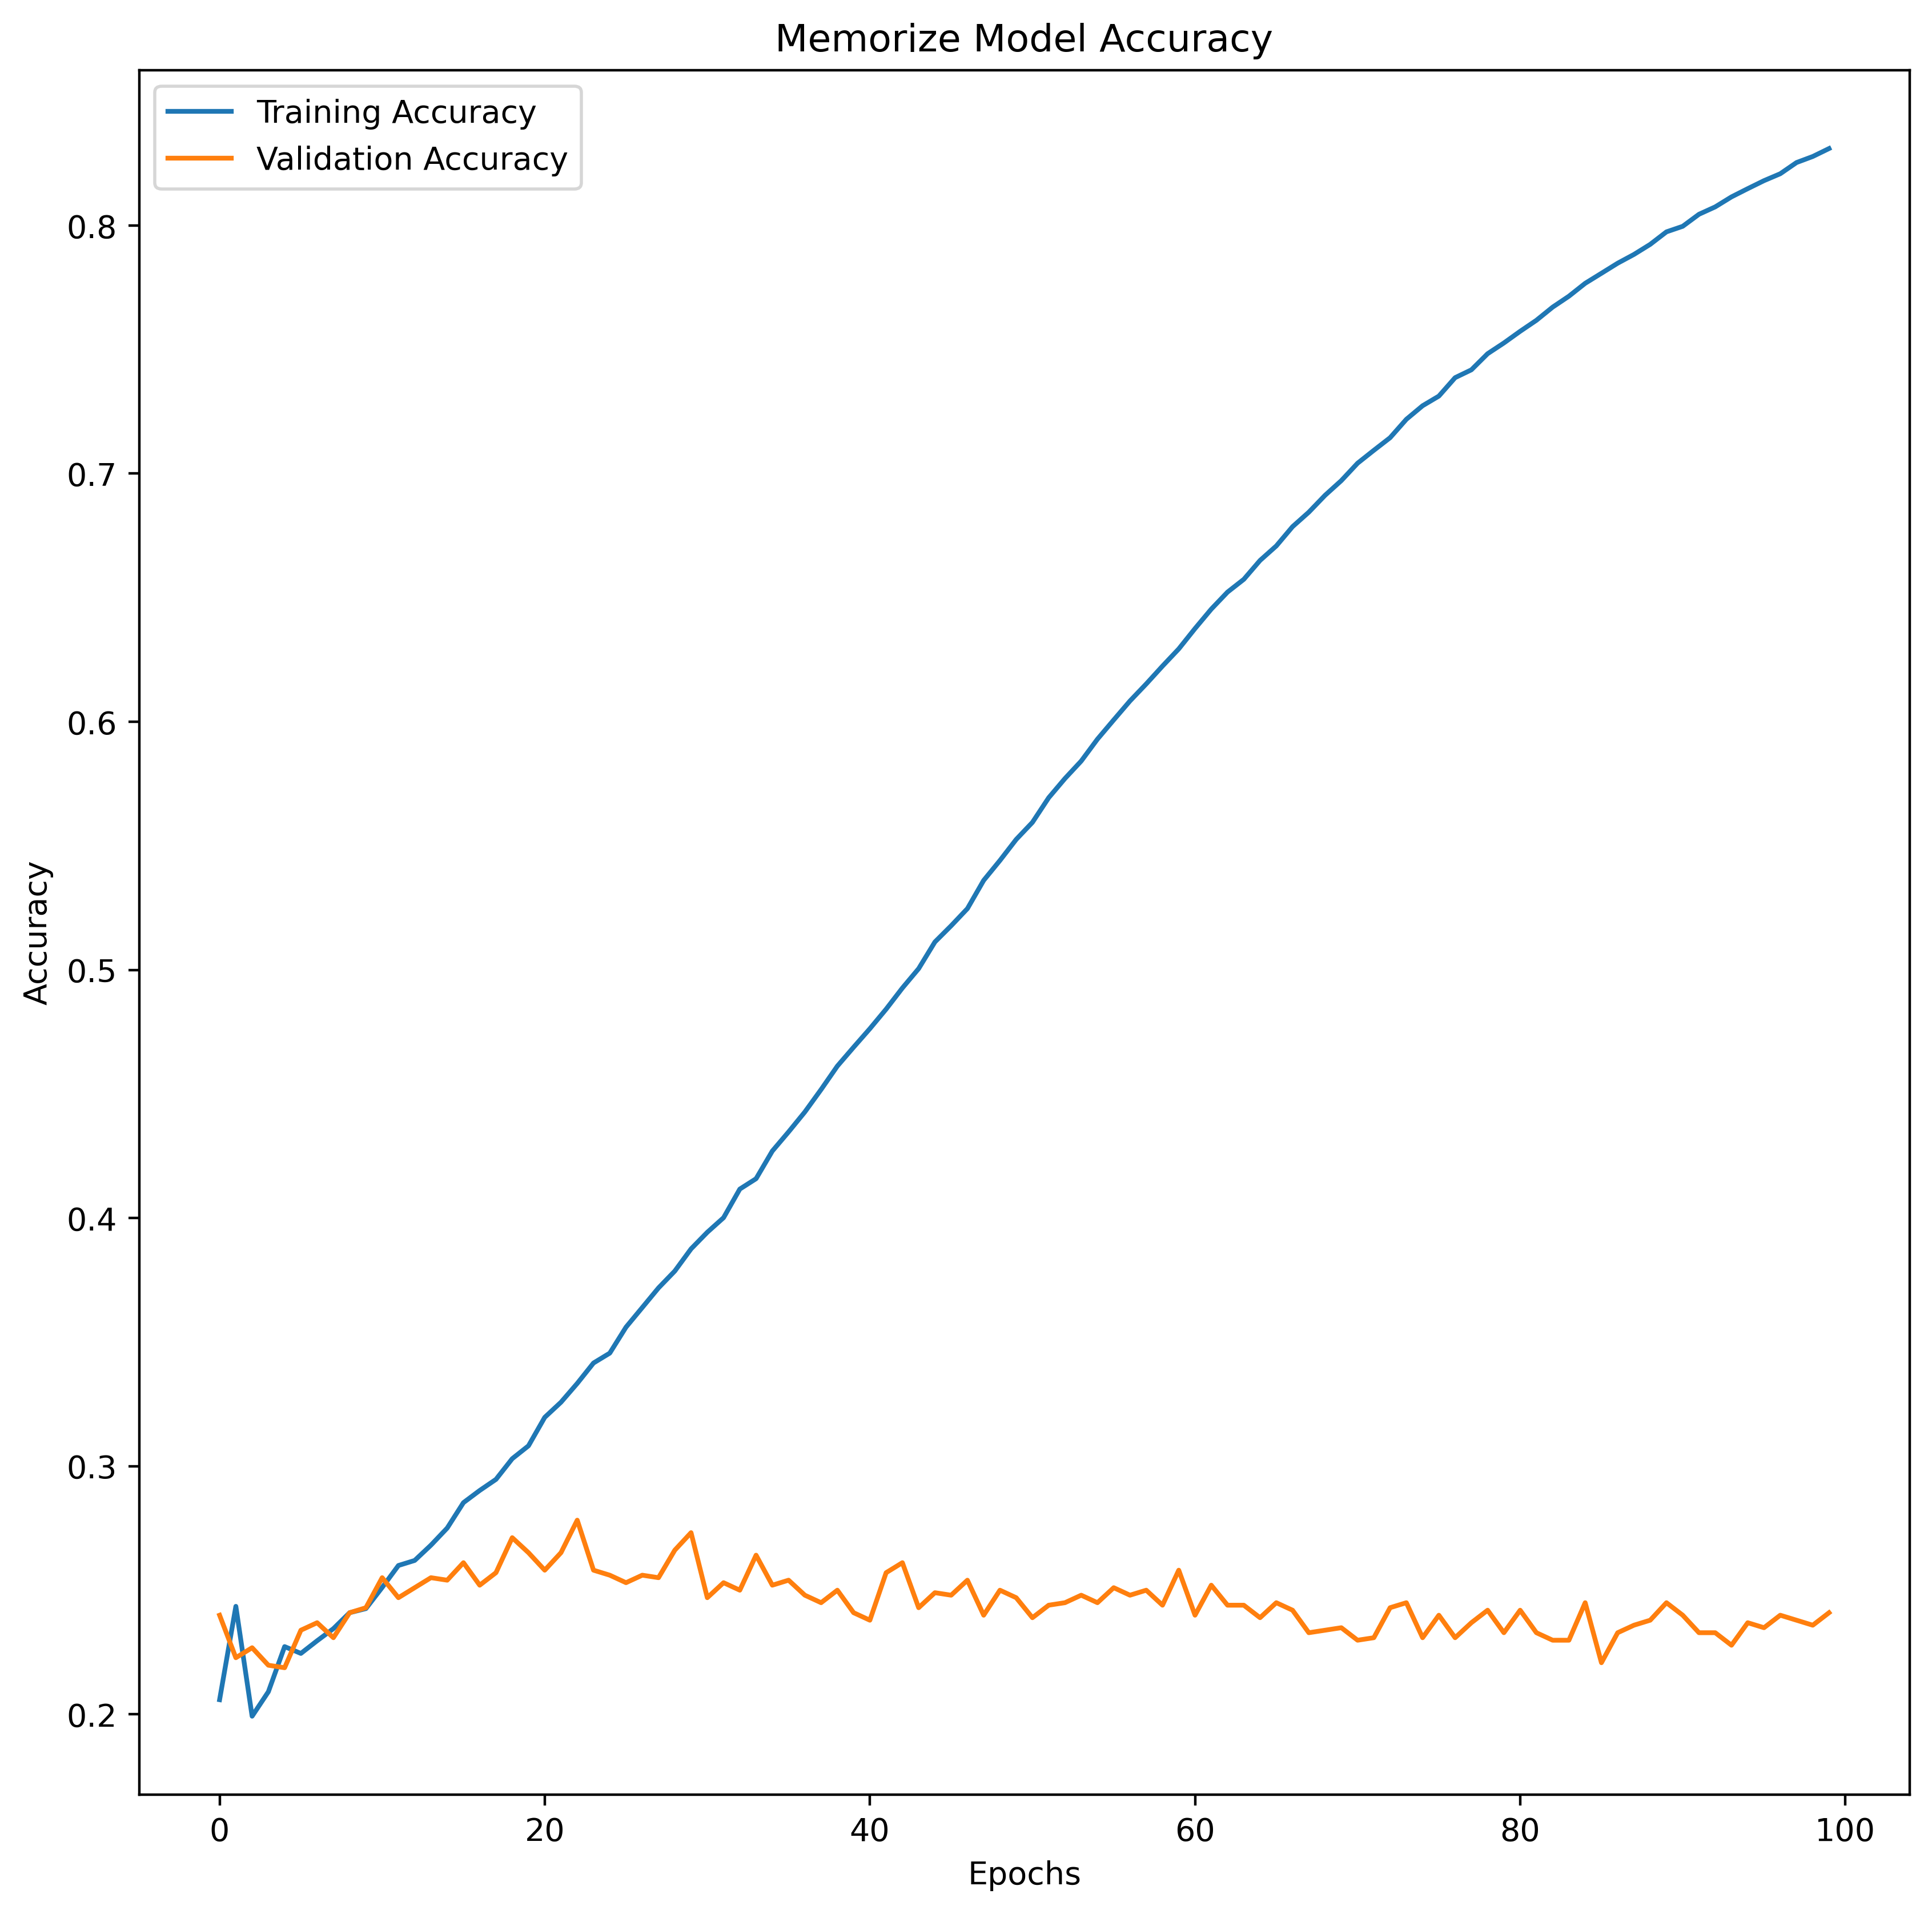 Memorize Model Accuracy
Training Accuracy
Validation Accuracy
0.8
0.7
0.6
0.5
0.4
0.3
0.2
Accuracy
0 20 40 60 80 100
Epochs